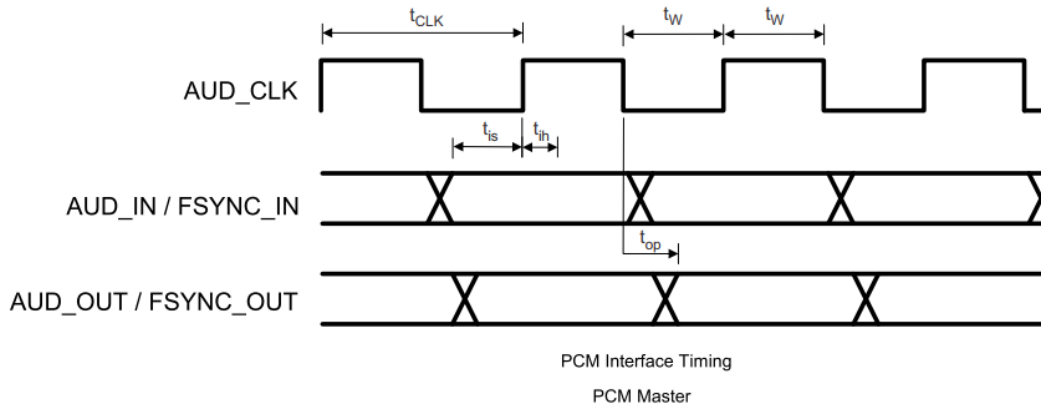 tCLK tW tW
AUD_CLK
tis tih
AUD_IN / FSYNC_IN
top
AUD_OUT / FSYNC_OUT
PCM Interface Timing
PCM Master